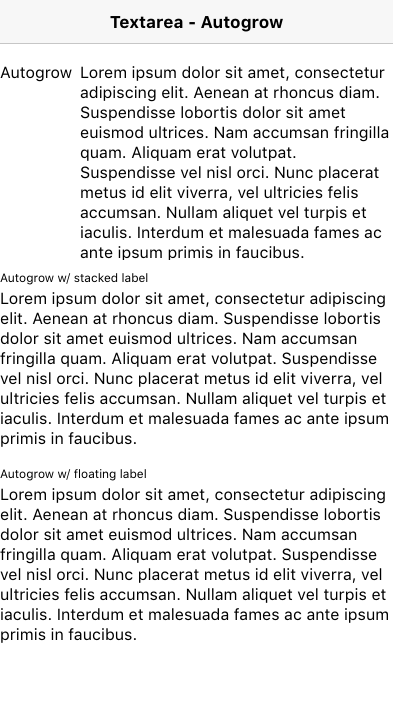 Textarea - Autogrow
Autogrow Lorem ipsum dolor sit amet, consectetur
adipiscing elit. Aenean at rhoncus diam.
Suspendisse lobortis dolor sit amet
euismod ultrices. Nam accumsan fringilla
quam. Aliquam erat volutpat.
Suspendisse vel nisl orci. Nunc placerat
metus id elit viverra, vel ultricies felis
accumsan. Nullam aliquet vel turpis et
iaculis. Interdum et malesuada fames ac
ante ipsum primis in faucibus.
Autogrow w/ stacked label
Lorem ipsum dolor sit amet, consectetur adipiscing
elit. Aenean at rhoncus diam. Suspendisse lobortis
dolor sit amet euismod ultrices. Nam accumsan
fringilla quam. Aliquam erat volutpat. Suspendisse
vel nisl orci. Nunc placerat metus id elit viverra, vel
ultricies felis accumsan. Nullam aliquet vel turpis et
iaculis. Interdum et malesuada fames ac ante ipsum
primis in faucibus.
Autogrow w/ floating label
Lorem ipsum dolor sit amet, consectetur adipiscing
elit. Aenean at rhoncus diam. Suspendisse lobortis
dolor sit amet euismod ultrices. Nam accumsan
fringilla quam. Aliquam erat volutpat. Suspendisse
vel nisl orci. Nunc placerat metus id elit viverra, vel
ultricies felis accumsan. Nullam aliquet vel turpis et
iaculis. Interdum et malesuada fames ac ante ipsum
primis in faucibus.